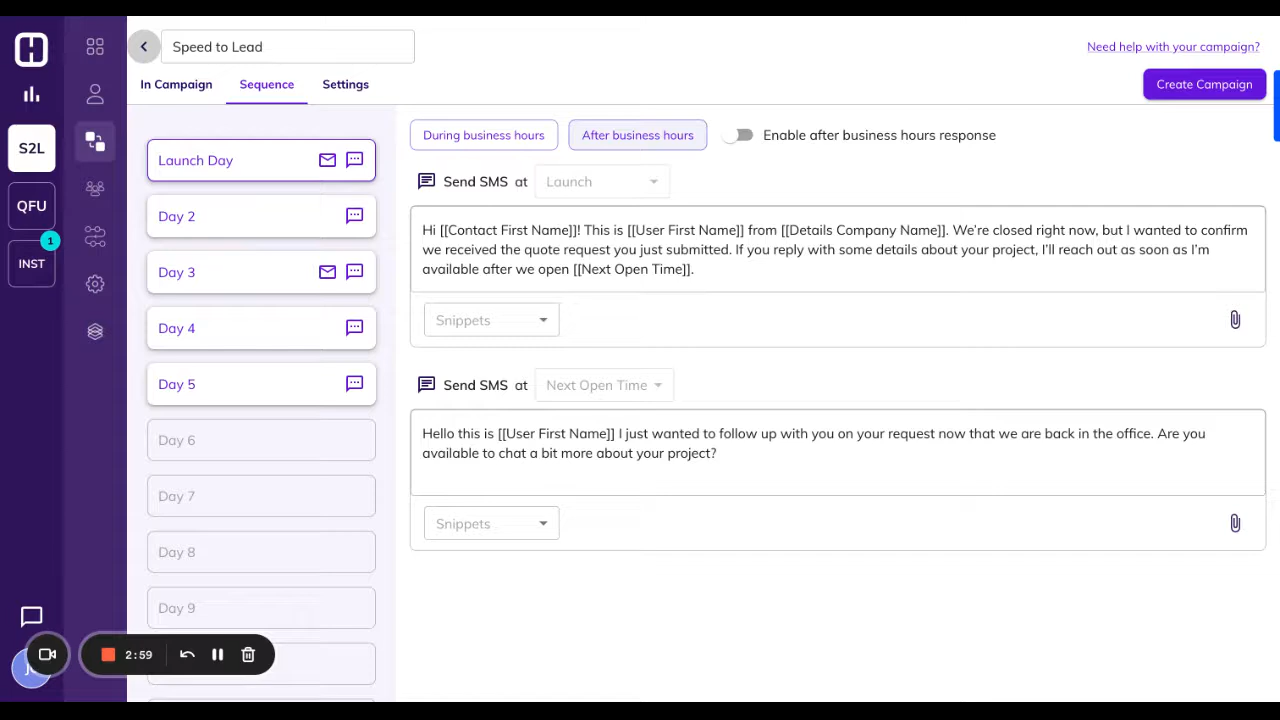 Speed to Lead
Need help with your campaign?
In Campaign
Sequence
Settings
Create Campaign
S2L
QFU
1
INST
Launch Day
Day 2
Day 3
Day 4
Day 5
Day 6
Day 7
Day 8
Day 9
During business hours
After business hours
Enable after business hours response
Send SMS at
Launch
Hi [[Contact First Name]]! This is [[User First Name]] from [[Details Company Name]]. We’re closed right now, but I wanted to confirm
we received the quote request you just submitted. If you reply with some details about your project, I’ll reach out as soon as I’m
available after we open [[Next Open Time]].
Snippets
Send SMS at
Next Open Time
Hello this is [[User First Name]] I just wanted to follow up with you on your request now that we are back in the office. Are you
available to chat a bit more about your project?
Snippets
2:59